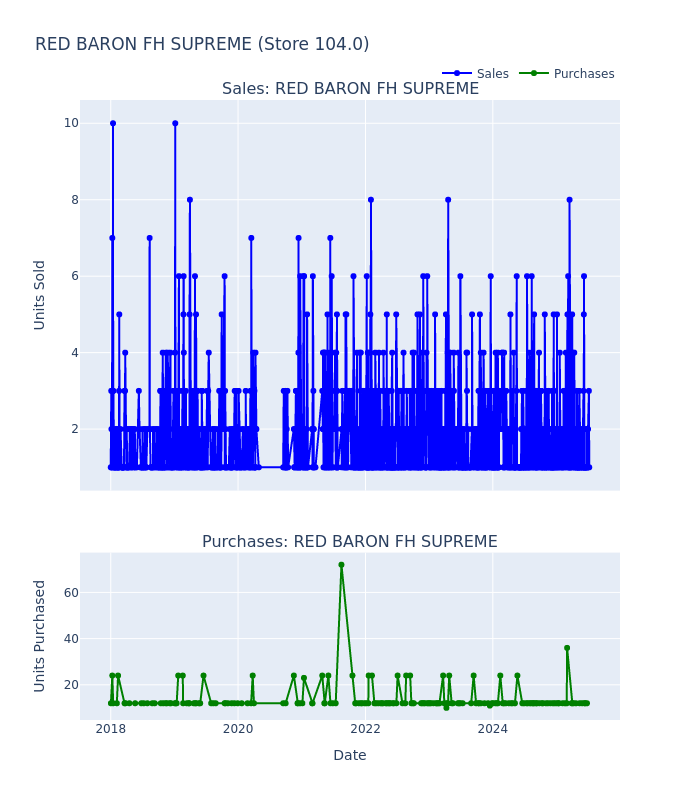 RED BARON FH SUPREME (Store 104.0)
Sales
Purchases
Sales: RED BARON FH SUPREME
10
8
6
4
2
Units Sold
Purchases: RED BARON FH SUPREME
60
40
20
Units Purchased
2018
2020
2022
2024
Date